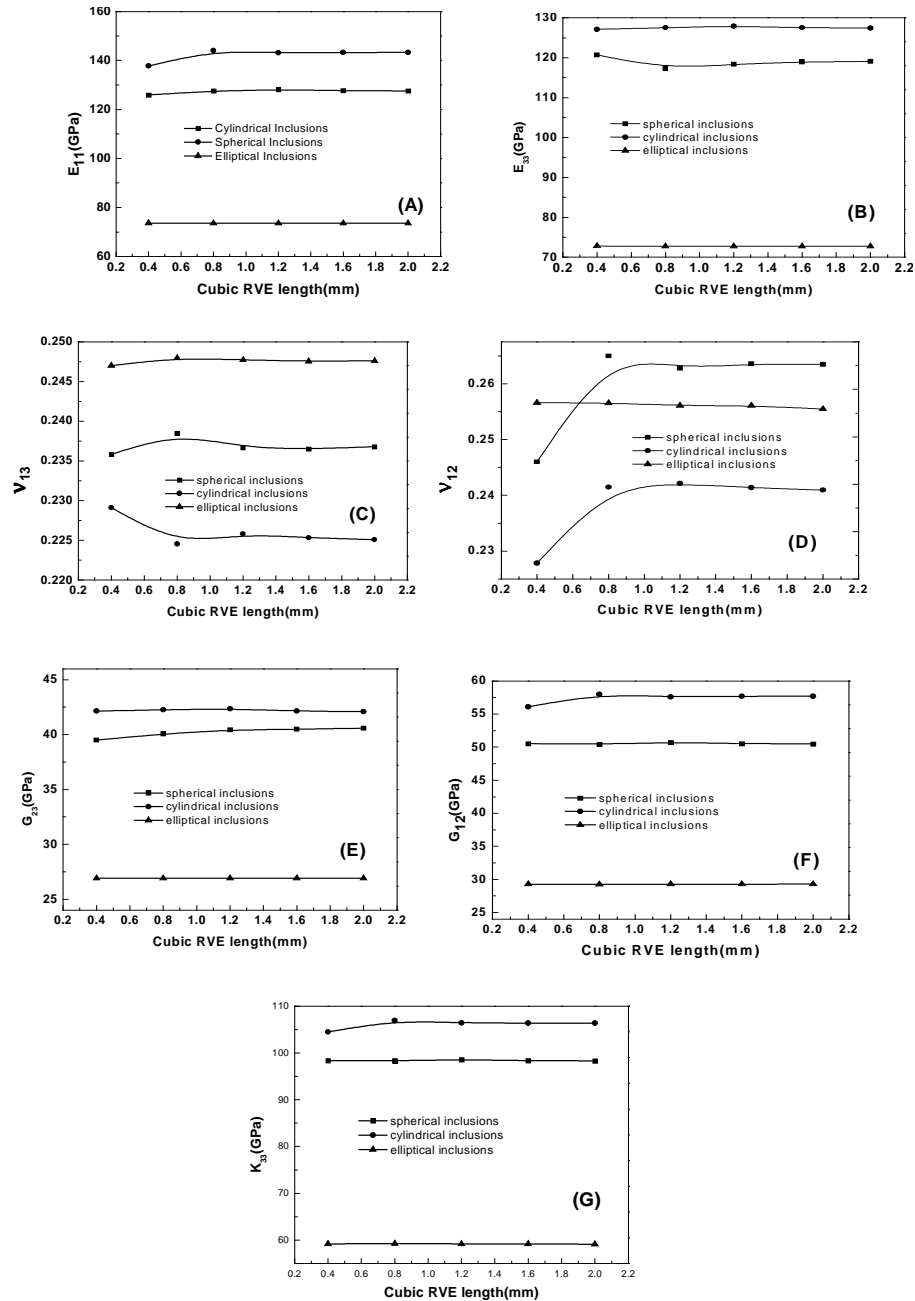 160
140
120
100
80
60
E11(GPa)
Cylindrical Inclusions
Spherical Inclusions
Elliptical Inclusions
(A)
0.2 0.4 0.6 0.8 1.0 1.2 1.4 1.6 1.8 2.0 2.2
Cubic RVE length(mm)
130
120
110
100
90
80
70
E33(GPa)
spherical inclusions
cylindrical inclusions
elliptical inclusions
(B)
0.2 0.4 0.6 0.8 1.0 1.2 1.4 1.6 1.8 2.0 2.2
Cubic RVE length(mm)
0.250
0.245
0.240
0.235
0.230
0.225
0.220
ν13
spherical inclusions
cylindrical inclusions
elliptical inclusions
(C)
0.2 0.4 0.6 0.8 1.0 1.2 1.4 1.6 1.8 2.0 2.2
Cubic RVE length(mm)
0.26
0.25
0.24
0.23
ν12
spherical inclusions
cylindrical inclusions
elliptical inclusions
(D)
0.2 0.4 0.6 0.8 1.0 1.2 1.4 1.6 1.8 2.0 2.2
Cubic RVE length(mm)
45
40
35
30
25
G23(GPa)
spherical inclusions
cylindrical inclusions
elliptical inclusions
(E)
0.2 0.4 0.6 0.8 1.0 1.2 1.4 1.6 1.8 2.0 2.2
Cubic RVE length(mm)
60
55
50
45
40
35
30
25
G12(GPa)
spherical inclusions
cylindrical inclusions
elliptical inclusions
(F)
0.2 0.4 0.6 0.8 1.0 1.2 1.4 1.6 1.8 2.0 2.2
Cubic RVE length(mm)
110
100
90
80
70
60
K33(GPa)
spherical inclusions
cylindrical inclusions
elliptical inclusions
(G)
0.2 0.4 0.6 0.8 1.0 1.2 1.4 1.6 1.8 2.0 2.2
Cubic RVE length(mm)